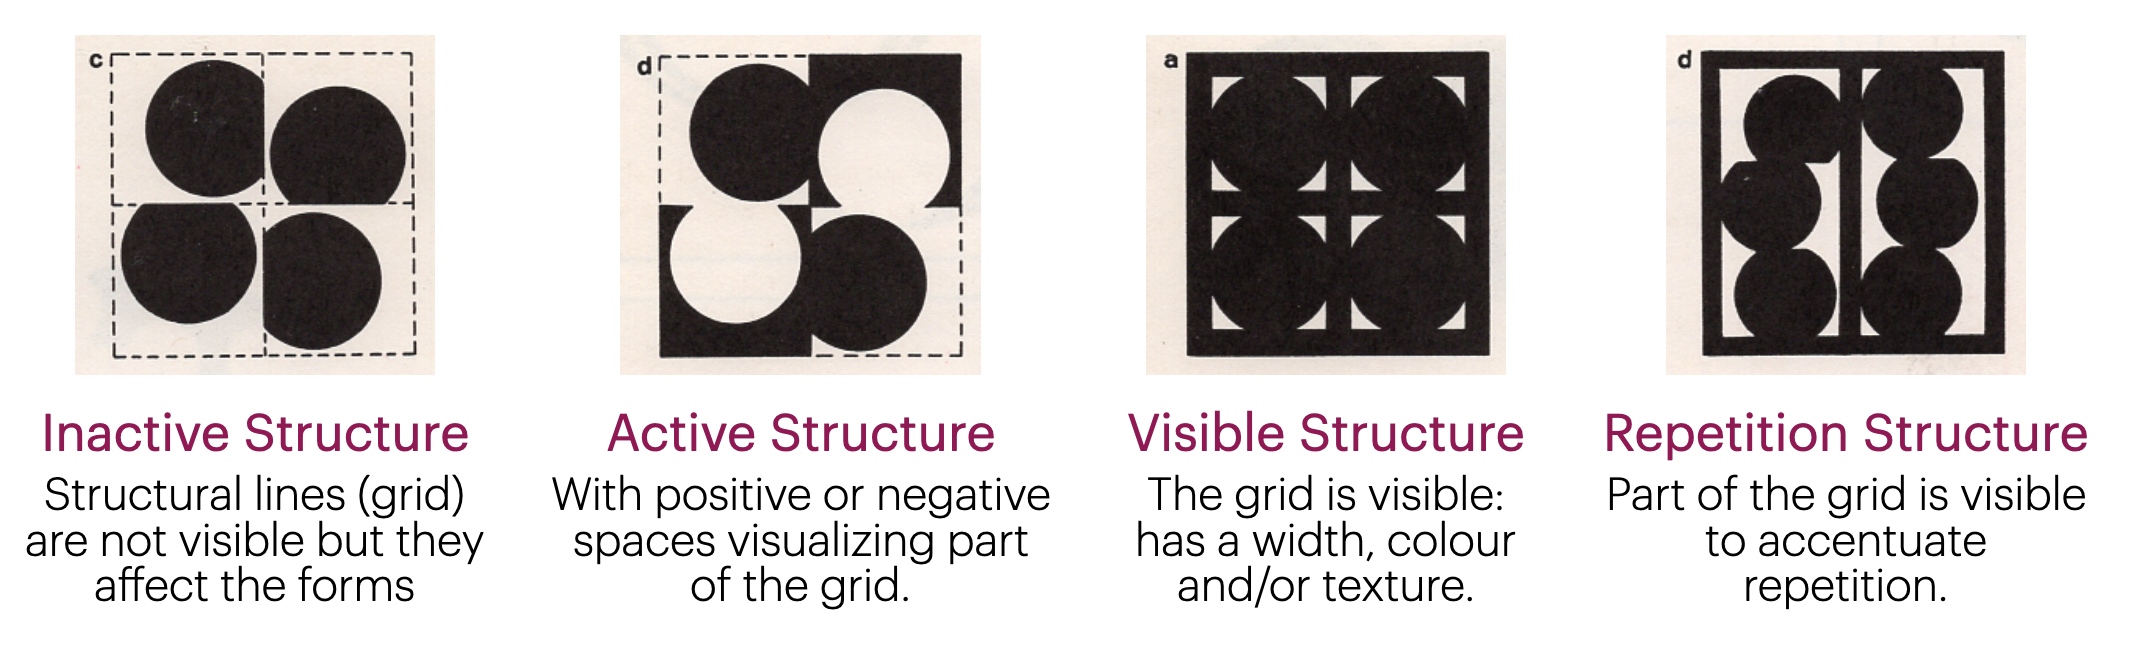 c
d
a
d
Inactive Structure
Structural lines (grid)
are not visible but they
affect the forms
Active Structure
With positive or negative
spaces visualizing part
of the grid.
Visible Structure
The grid is visible:
has a width, colour
and/or texture.
Repetition Structure
Part of the grid is visible
to accentuate
repetition.